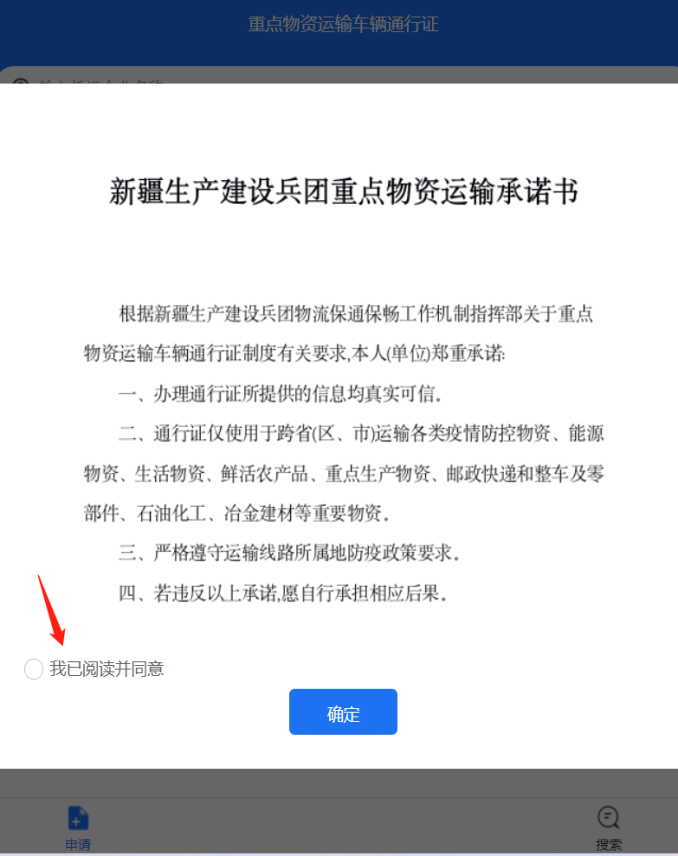 重点物资运输车辆通行证
新疆生产建设兵团重点物资运输承诺书
根据新疆生产建设兵团物流保通保畅工作机制指挥部关于重点
物资运输车辆通行证制度有关要求,本人(单位)郑重承诺:
一、办理通行证所提供的信息均真实可信。
二、通行证仅使用于跨省(区、市)运输各类疫情防控物资、能源
物资、生活物资、鲜活农产品、重点生产物资、邮政快递和整车及零
部件、石油化工、冶金建材等重要物资。
三、严格遵守运输线路所属地防疫政策要求。
四、若违反以上承诺,愿自行承担相应后果。
我已阅读并同意
确定
申请
搜索